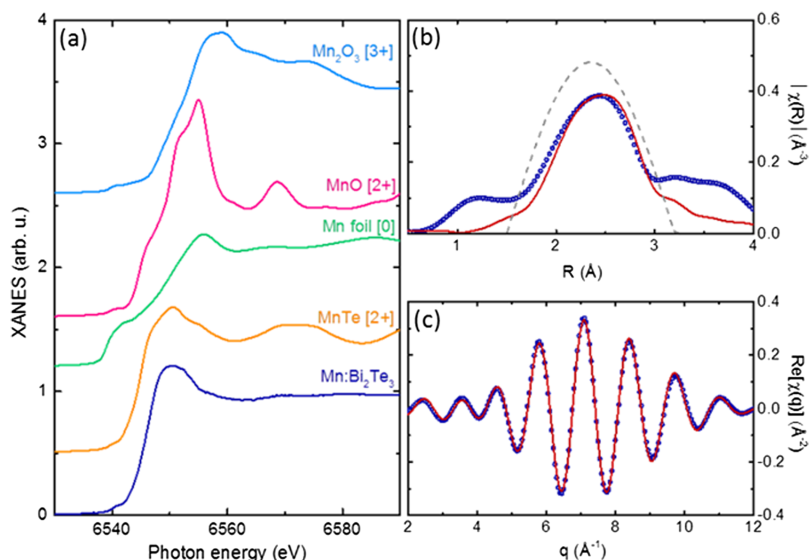 (a)
XANES (arb. u.)
4
3
2
1
0
Mn₂O₃ [3+]
MnO [2+]
Mn foil [0]
MnTe [2+]
Mn:Bi₂Te₃
6540 6560 6580
Photon energy (eV)
(b)
0.6
0.4
0.2
0.0
|χ(R)| (Å⁻³)
1 2 3 4
R (Å)
(c)
0.4
0.2
0.0
-0.2
-0.4
Re[χ(q)] (Å⁻²)
2 4 6 8 10 12
q (Å⁻¹)